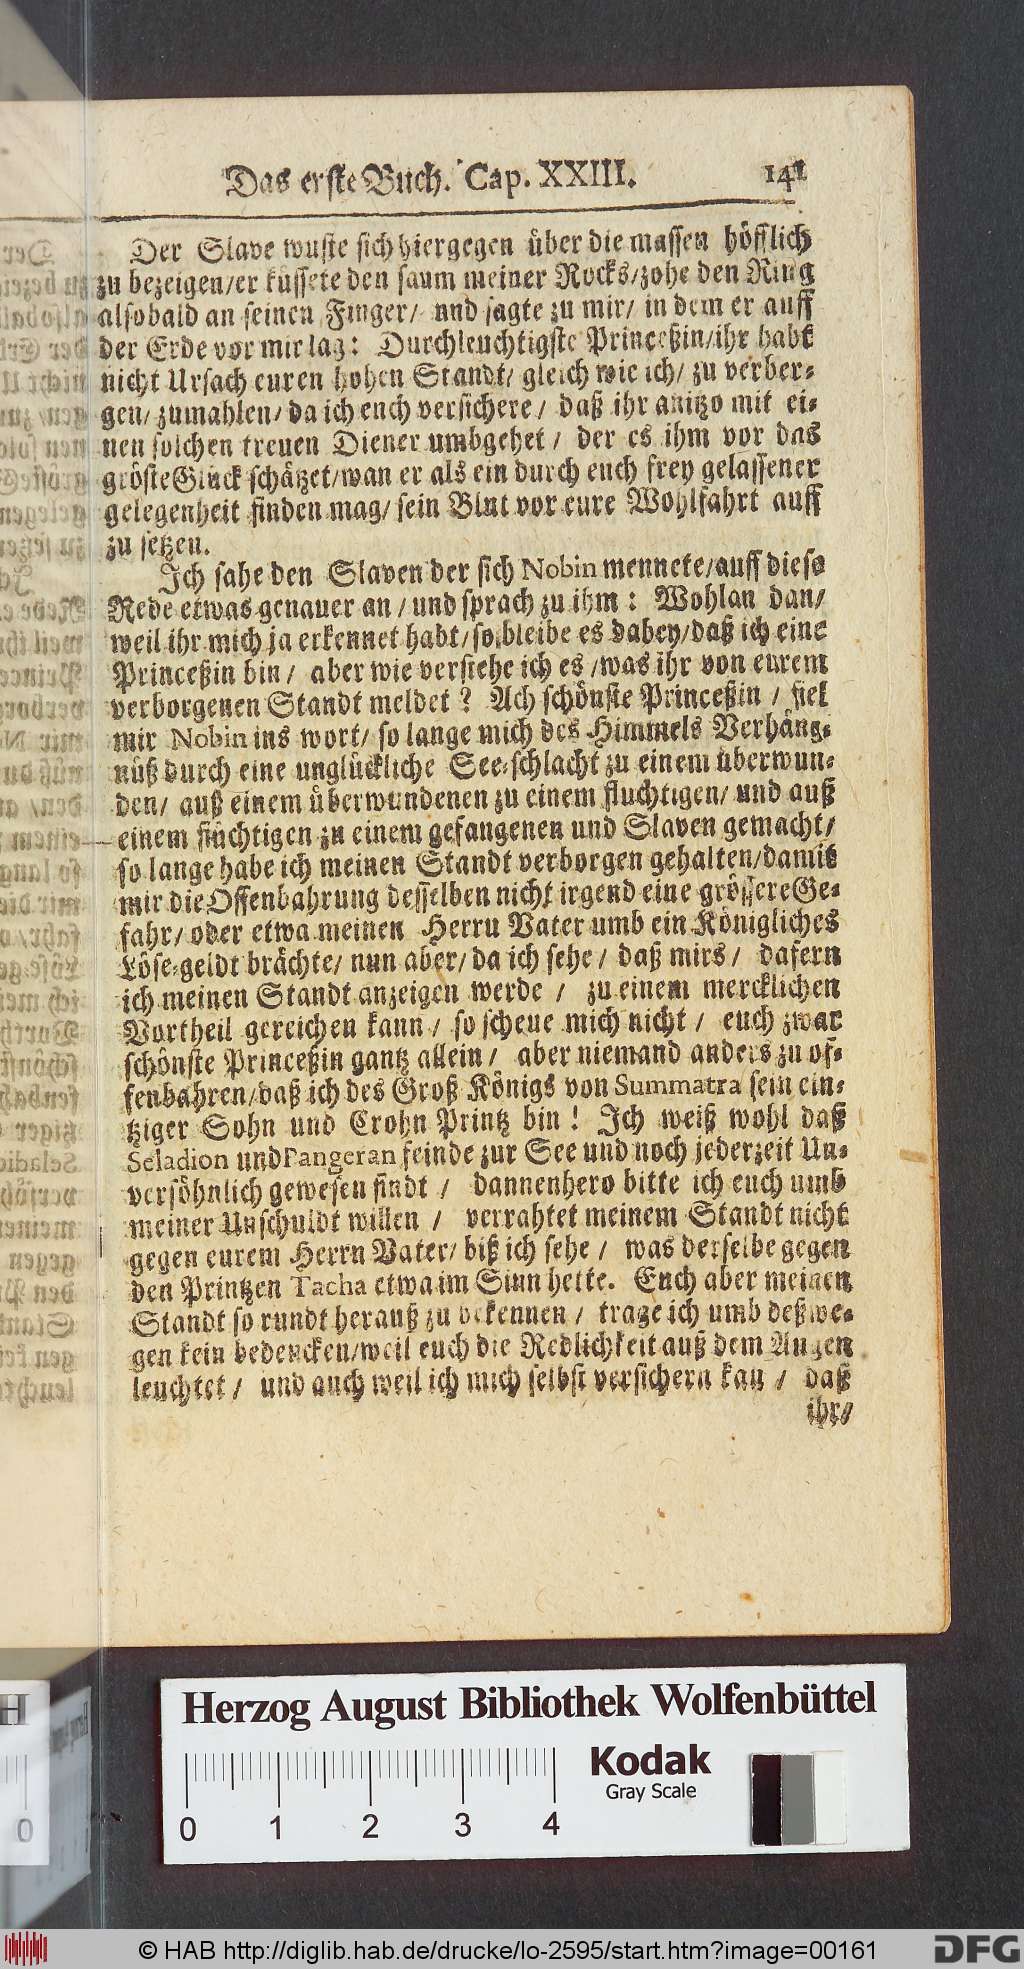 Das erste Buch. Cap. XXIII. 141
Der Slave wuste sich hiergegen über die massen höfflich
zu bezeigen/er küssete den saum meiner Rocks/zohe den Ring
alsobald an seinen Finger/ und sagte zu mir/ in dem er auff
der Erde vor mir lag: Durchleuchtigste Princeßin/ihr habt
nicht Ursach euren hohen Standt/ gleich wie ich/ zu verber-
gen/ zumahlen/ da ich euch versichere/ daß ihr anitzo mit ei-
nen solchen treuen Diener umbgehet/ der es ihm vor das
gröste Glück schätzet/wan er als ein durch euch frey gelassener
gelegenheit finden mag/ sein Blut vor eure Wohlfahrt auff
zu setzen.
Ich sahe den Slaven der sich Nobin mennete/auff diese
Rede etwas genauer an/ und sprach zu ihm: Wohlan dan/
weil ihr mich ja erkennet habt/ so bleibe es dabey/daß ich eine
Princeßin bin/ aber wie verstehe ich es/was ihr von eurem
verborgenen Standt meldet? Ach schönste Princeßin/ fiel
mir Nobin ins wort/ so lange mich des Himmels Verhäng-
nüß durch eine unglückliche See-schlacht zu einem überwun-
den/ auß einem überwundenen zu einem fluchtigen/ und auß
einem flüchtigen zu einem gefangenen und Slaven gemacht/
so lange habe ich meinen Standt verborgen gehalten/damit
mir die Offenbahrung desselben nicht irgend eine grössere Ge-
fahr/ oder etwa meinen Herru Vater umb ein Königliches
Löse-geldt brächte/ nun aber/ da ich sehe/ daß mirs/ dafern
ich meinen Standt anzeigen werde/ zu einem mercklichen
Vortheil gereichen kann/ so scheue mich nicht/ euch zwar
schönste Princeßin gantz allein/ aber niemand anders zu of-
fenbahren/daß ich des Groß Königs von Summatra sein ein-
tziger Sohn und Crohn Printz bin! Ich weiß wohl daß
Seladion und Pangeran feinde zur See und noch jederzeit Un-
versöhnlich gewesen sindt/ dannenhero bitte ich euch umb
meiner Unschuldt willen/ verrahtet meinem Standt nicht
gegen eurem Herrn Vater/ biß ich sehe/ was derselbe gegen
den Printzen Tacha etwa im Sinn hette. Euch aber meinen
Standt so rundt herauß zu bekennen/ trage ich umb deßwe-
gen kein bedencken/weil euch die Redlichkeit auß dem Augen
leuchtet/ und auch weil ich mich selbst versichern kan/ daß
ihr/
Herzog August Bibliothek Wolfenbüttel
Kodak
Gray Scale
0 1 2 3 4
© HAB http://diglib.hab.de/drucke/lo-2595/start.htm?image=00161
DFG